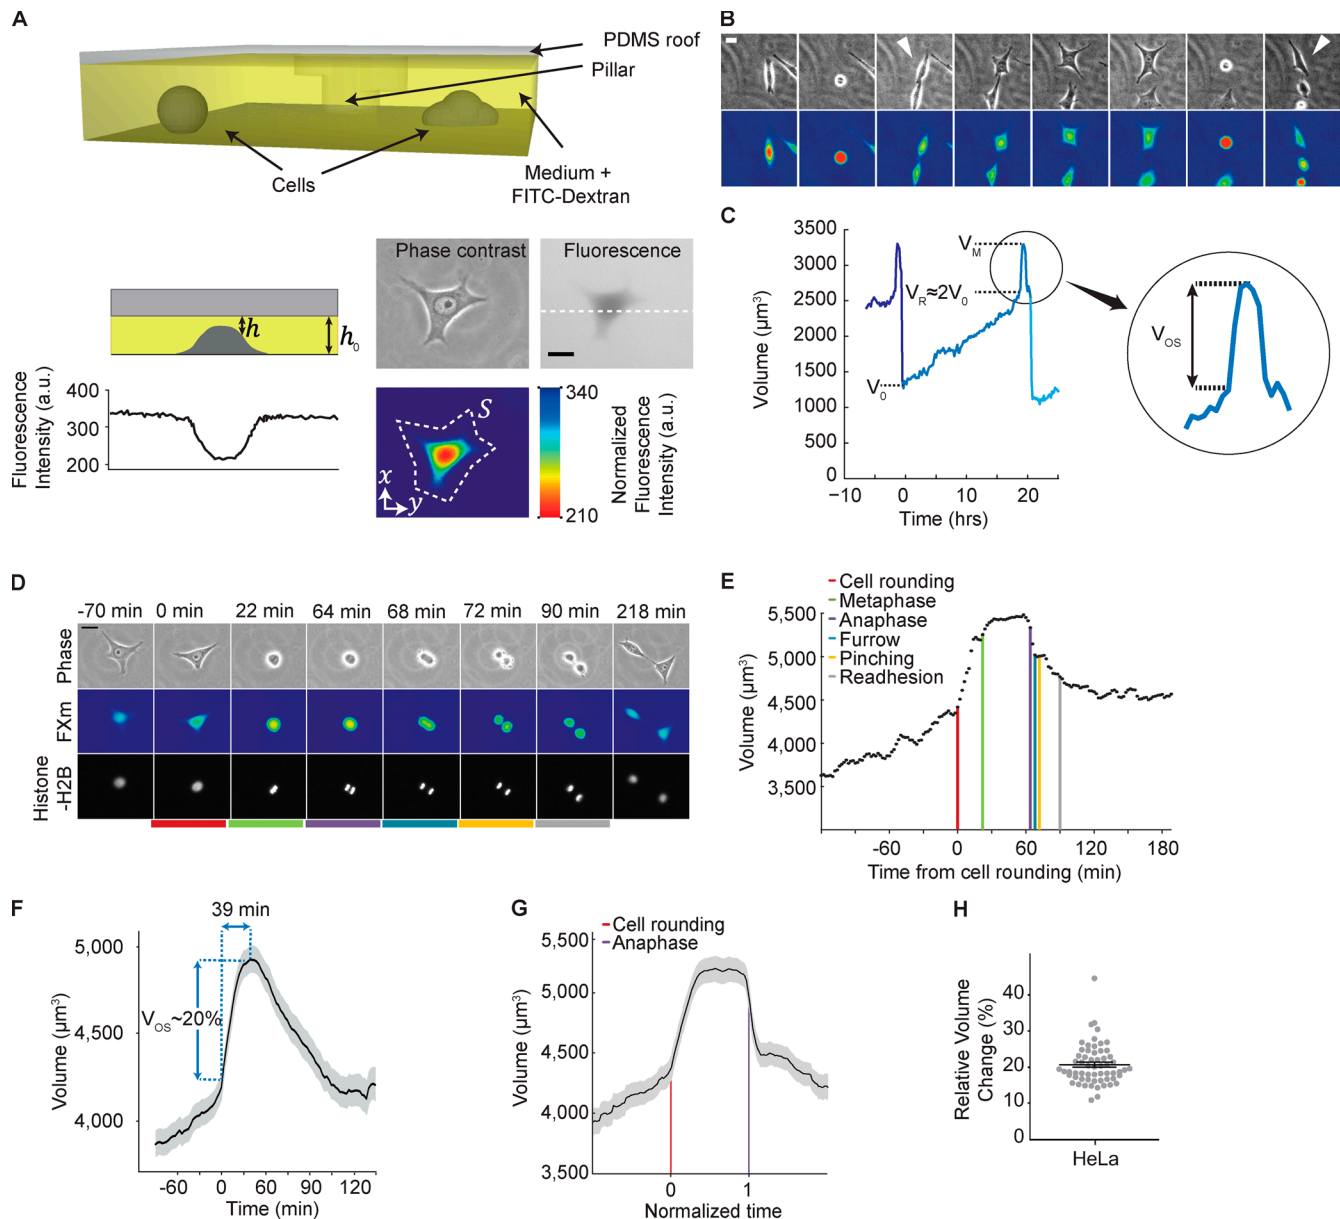 A
PDMS roof
Pillar
Cells
Medium +
FITC-Dextran
h
h₀
Fluorescence
Intensity (a.u.)
400
300
200
Phase contrast
Fluorescence
S
x
y
340
210
Normalized
Fluorescence
Intensity (a.u.)
B
C
Volume (µm³)
3500
3000
2500
2000
1500
1000
500
0
−10
0
10
20
Time (hrs)
V_M
V_R≈2V₀
V₀
V_OS
D
-70 min
0 min
22 min
64 min
68 min
72 min
90 min
218 min
Phase
FXm
Histone
-H2B
E
Cell rounding
Metaphase
Anaphase
Furrow
Pinching
Readhesion
Volume (µm³)
5,500
5,000
4,500
4,000
3,500
-60
0
60
120
180
Time from cell rounding (min)
F
39 min
V_OS~20%
Volume (µm³)
5,000
4,500
4,000
-60
0
60
120
Time (min)
G
Cell rounding
Anaphase
Volume (µm³)
5,500
5,000
4,500
4,000
3,500
0
1
Normalized time
H
Relative Volume
Change (%)
40
30
20
10
0
HeLa